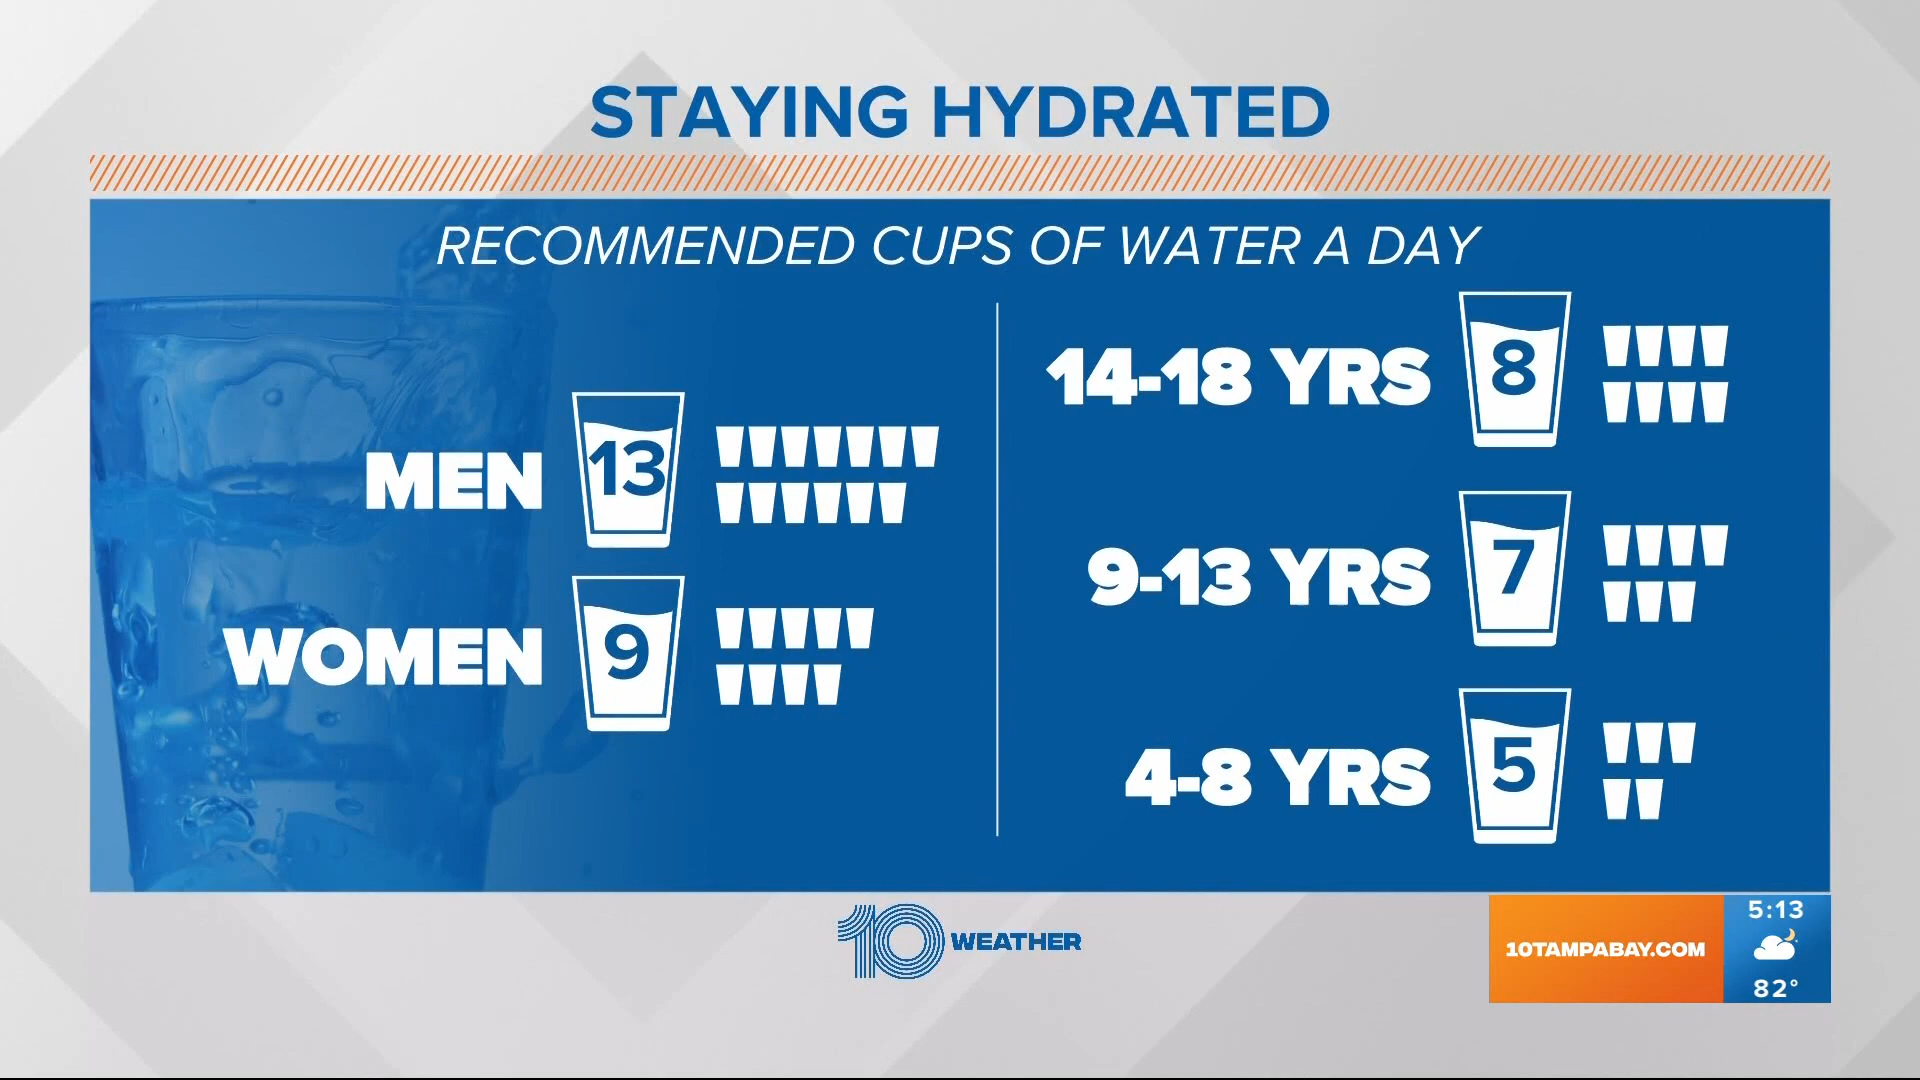 STAYING HYDRATED
RECOMMENDED CUPS OF WATER A DAY
MEN 13
WOMEN 9
14-18 YRS 8
9-13 YRS 7
4-8 YRS 5
10 WEATHER
10TAMPABAY.COM
5:13
82°